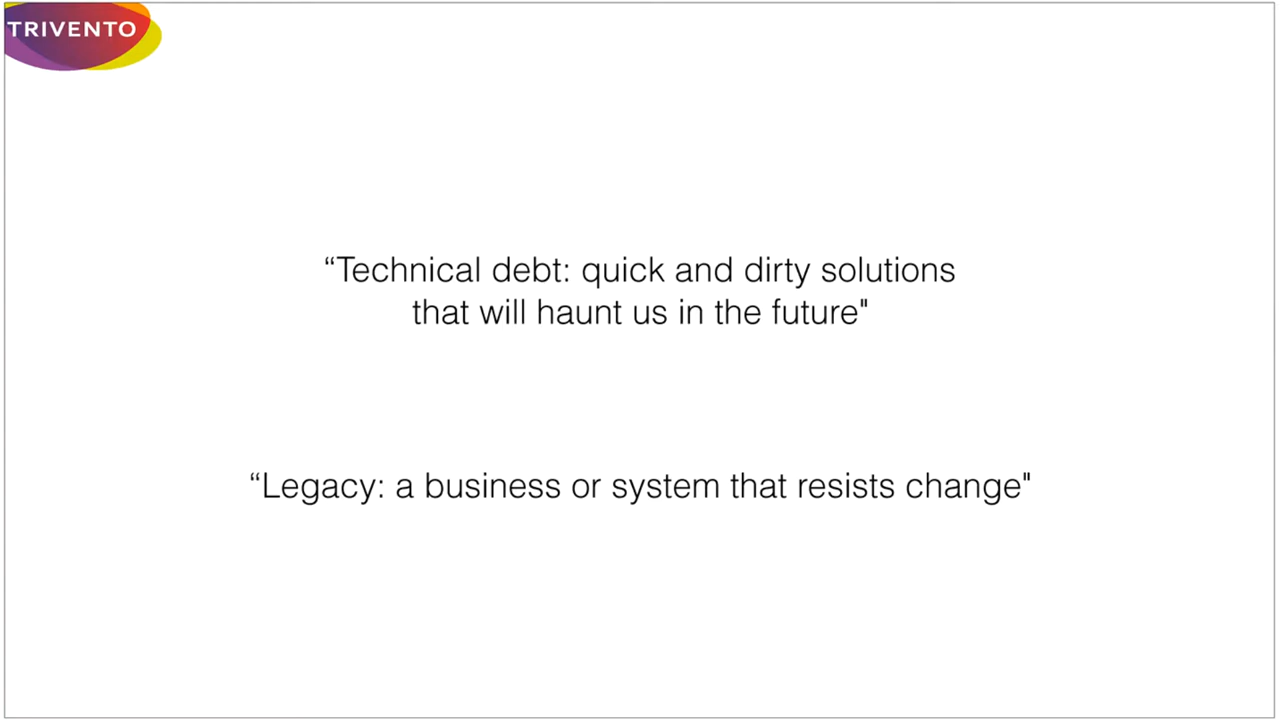 TRIVENTO
“Technical debt: quick and dirty solutions
that will haunt us in the future"
“Legacy: a business or system that resists change"